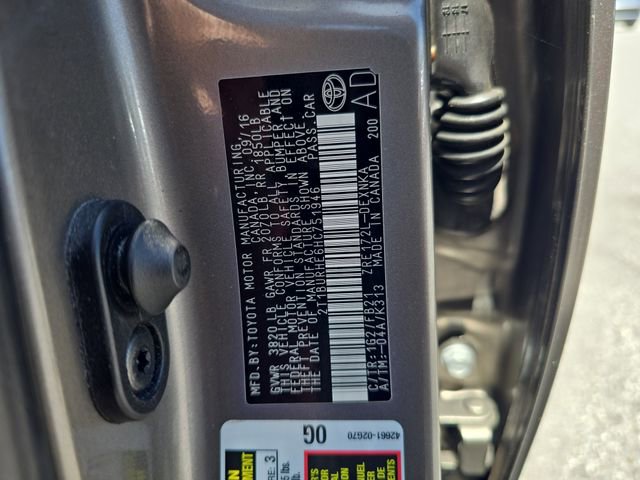 MFD.BY:TOYOTA MOTOR MANUFACTURING
CANADA,INC. 09/16
GVWR 3820LB GAWR FR 2020LB RR 1850LB
THIS VEHICLE CONFORMS TO ALL APPLICABLE
FEDERAL MOTOR VEHICLE SAFETY, BUMPER,AND
THEFT PREVENTION STANDARDS IN EFFECT ON
THE DATE OF MANUFACTURE SHOWN ABOVE.
2T1BURHE6HC751946 PASS.CAR
AD
C/TR:1G2/FB21 ZRE172L-DEXNKA
A/TM:-04A/K313 MADE IN CANADA 200
0G
42661-02G70